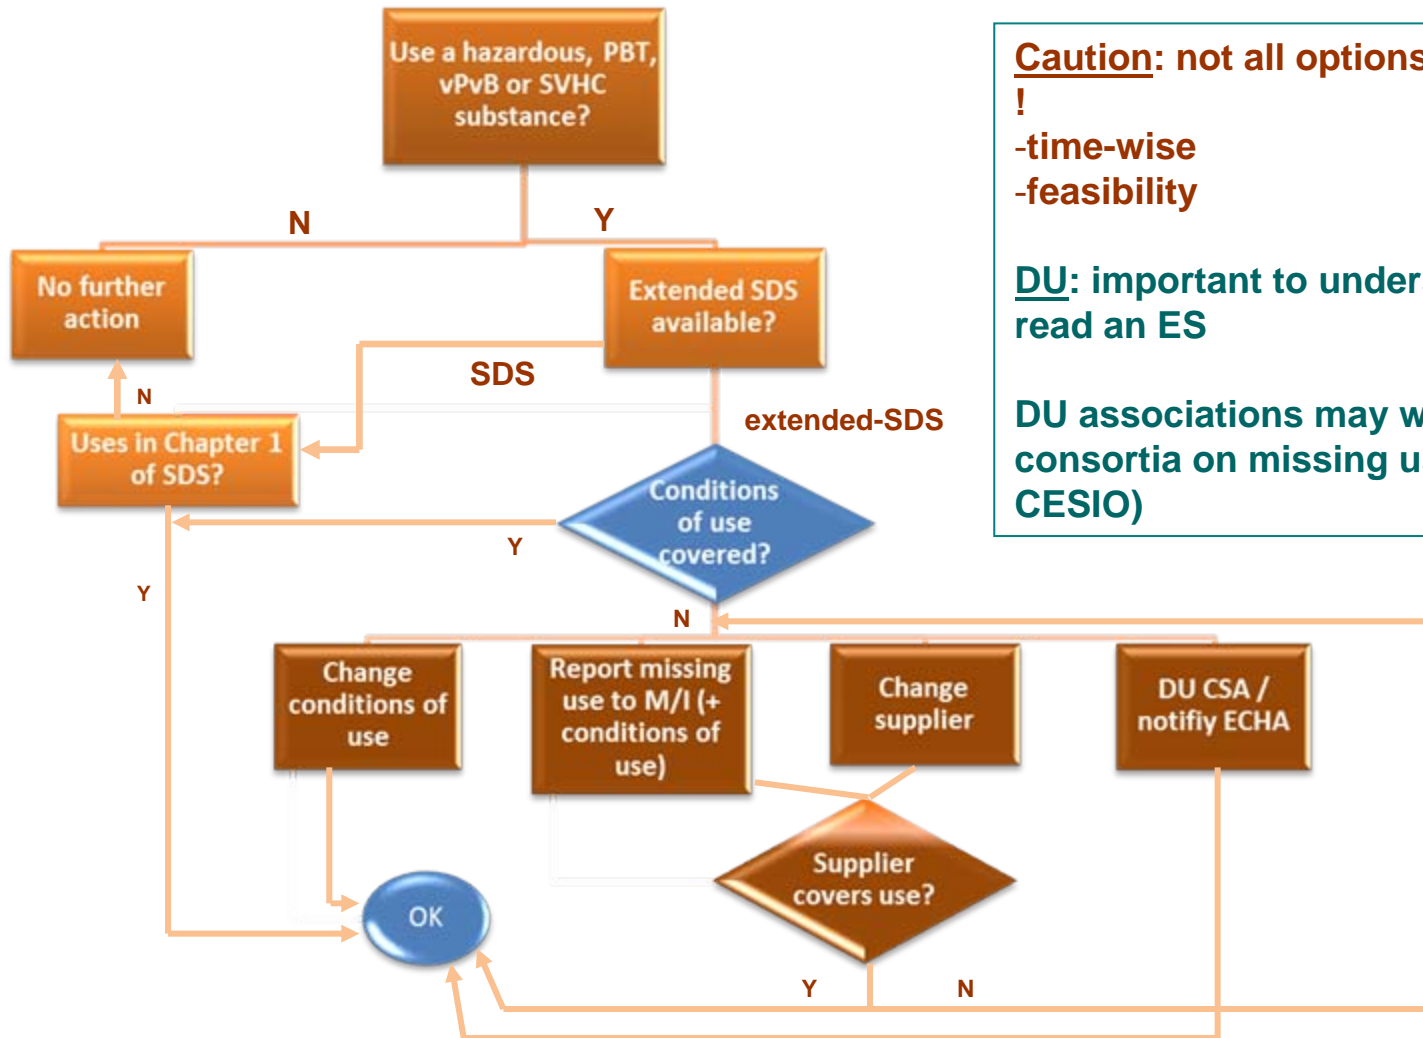 Use a hazardous, PBT,
vPvB or SVHC
substance?
Caution: not all options
!
-time-wise
-feasibility
DU: important to under
read an ES
DU associations may w
consortia on missing u
CESIO)
N
Y
No further
action
Extended SDS
available?
SDS
N
extended-SDS
Uses in Chapter 1
of SDS?
Conditions
of use
covered?
Y
Y
N
Change
conditions of
use
Report missing
use to M/I (+
conditions of
use)
Change
supplier
DU CSA /
notifiy ECHA
Supplier
covers use?
OK
Y
N